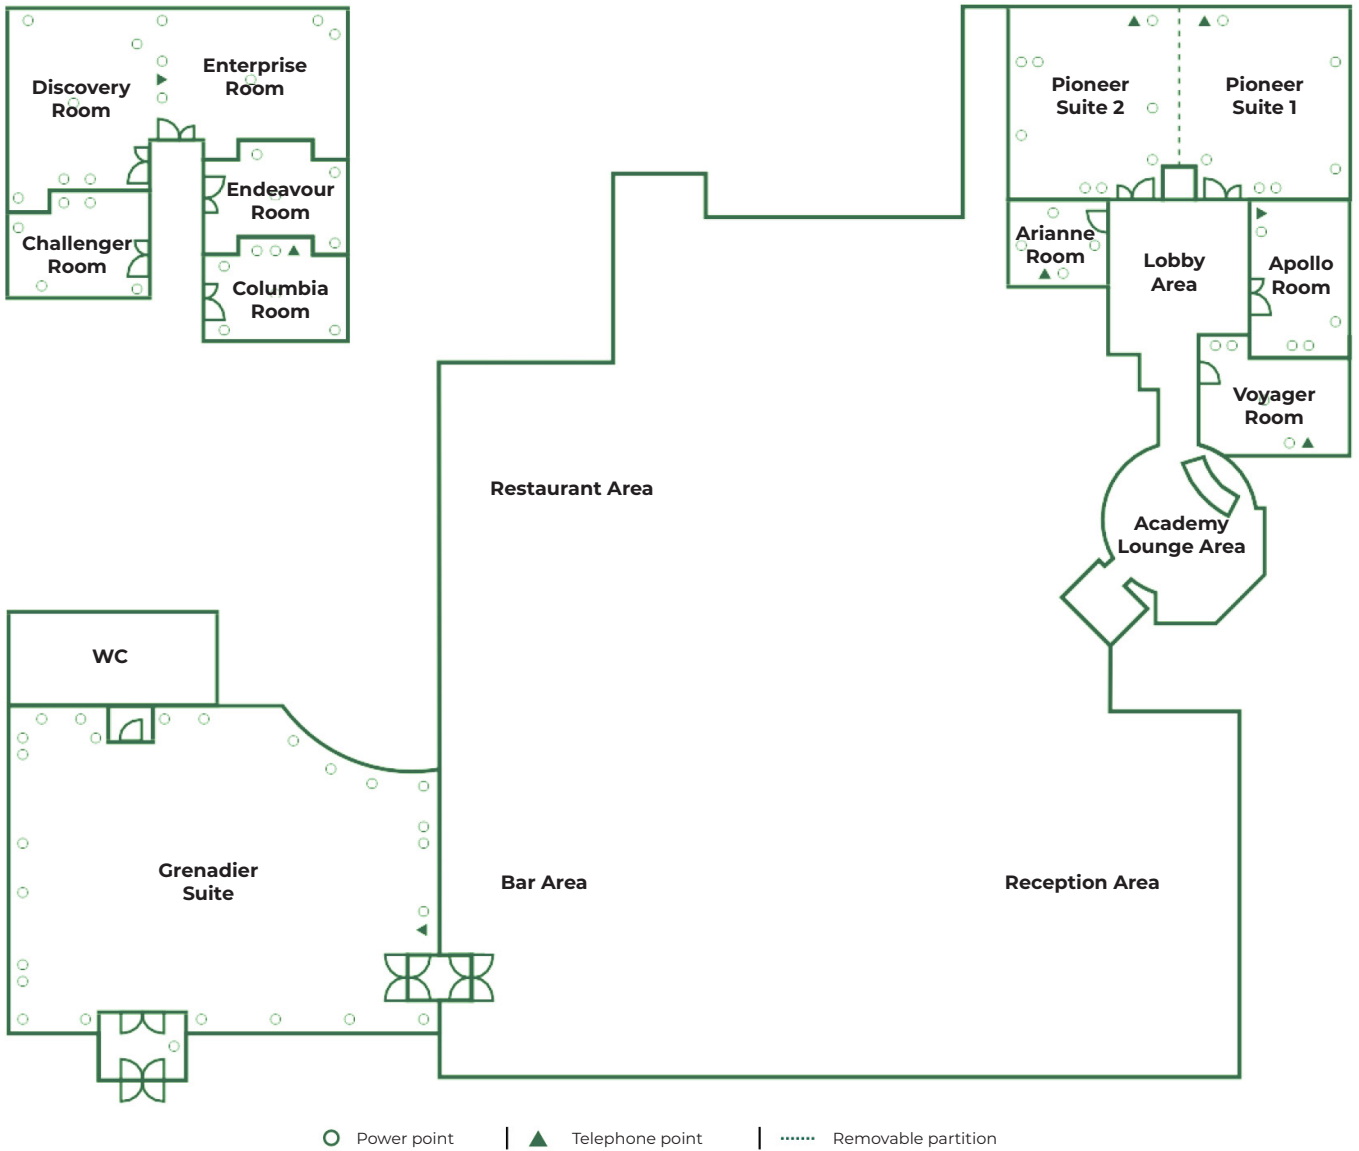 Discovery
Room
Enterprise
Room
Endeavour
Room
Challenger
Room
Columbia
Room
Pioneer
Suite 2
Pioneer
Suite 1
Arianne
Room
Lobby
Area
Apollo
Room
Voyager
Room
Academy
Lounge Area
Restaurant Area
WC
Grenadier
Suite
Bar Area
Reception Area
Power point
Telephone point
Removable partition